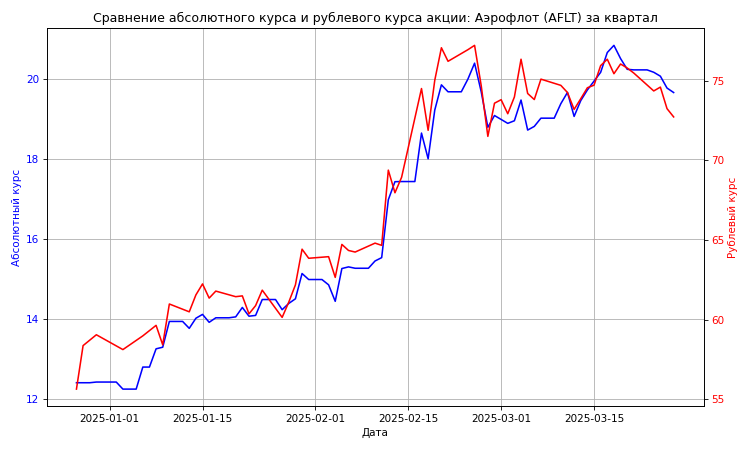 Сравнение абсолютного курса и рублевого курса акции: Аэрофлот (AFLT) за квартал
Абсолютный курс
20
18
16
14
12
75
70
65
60
55
Рублевый курс
2025-01-01 2025-01-15 2025-02-01 2025-02-15 2025-03-01 2025-03-15
Дата